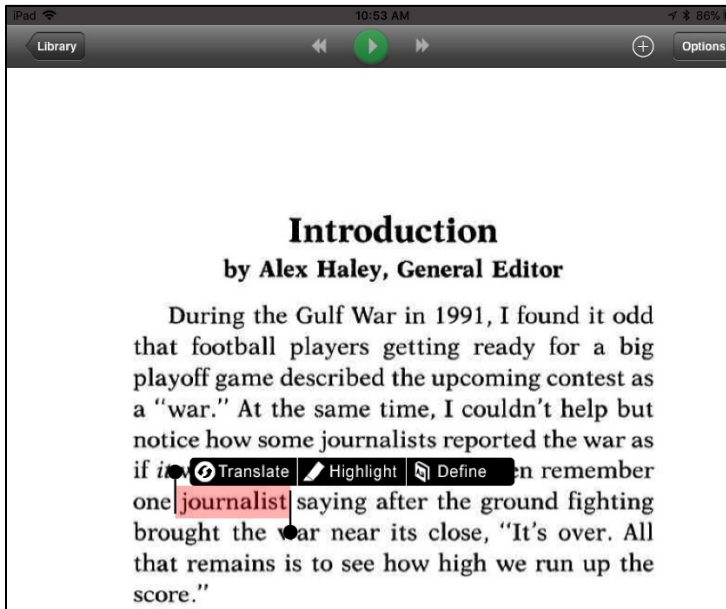 iPad 10:53 AM 86%
Library Options
Introduction
by Alex Haley, General Editor
During the Gulf War in 1991, I found it odd
that football players getting ready for a big
playoff game described the upcoming contest as
a “war.” At the same time, I couldn’t help but
notice how some journalists reported the war as
if Translate Highlight Define remember
one journalist saying after the ground fighting
brought the war near its close, “It’s over. All
that remains is to see how high we run up the
score.”